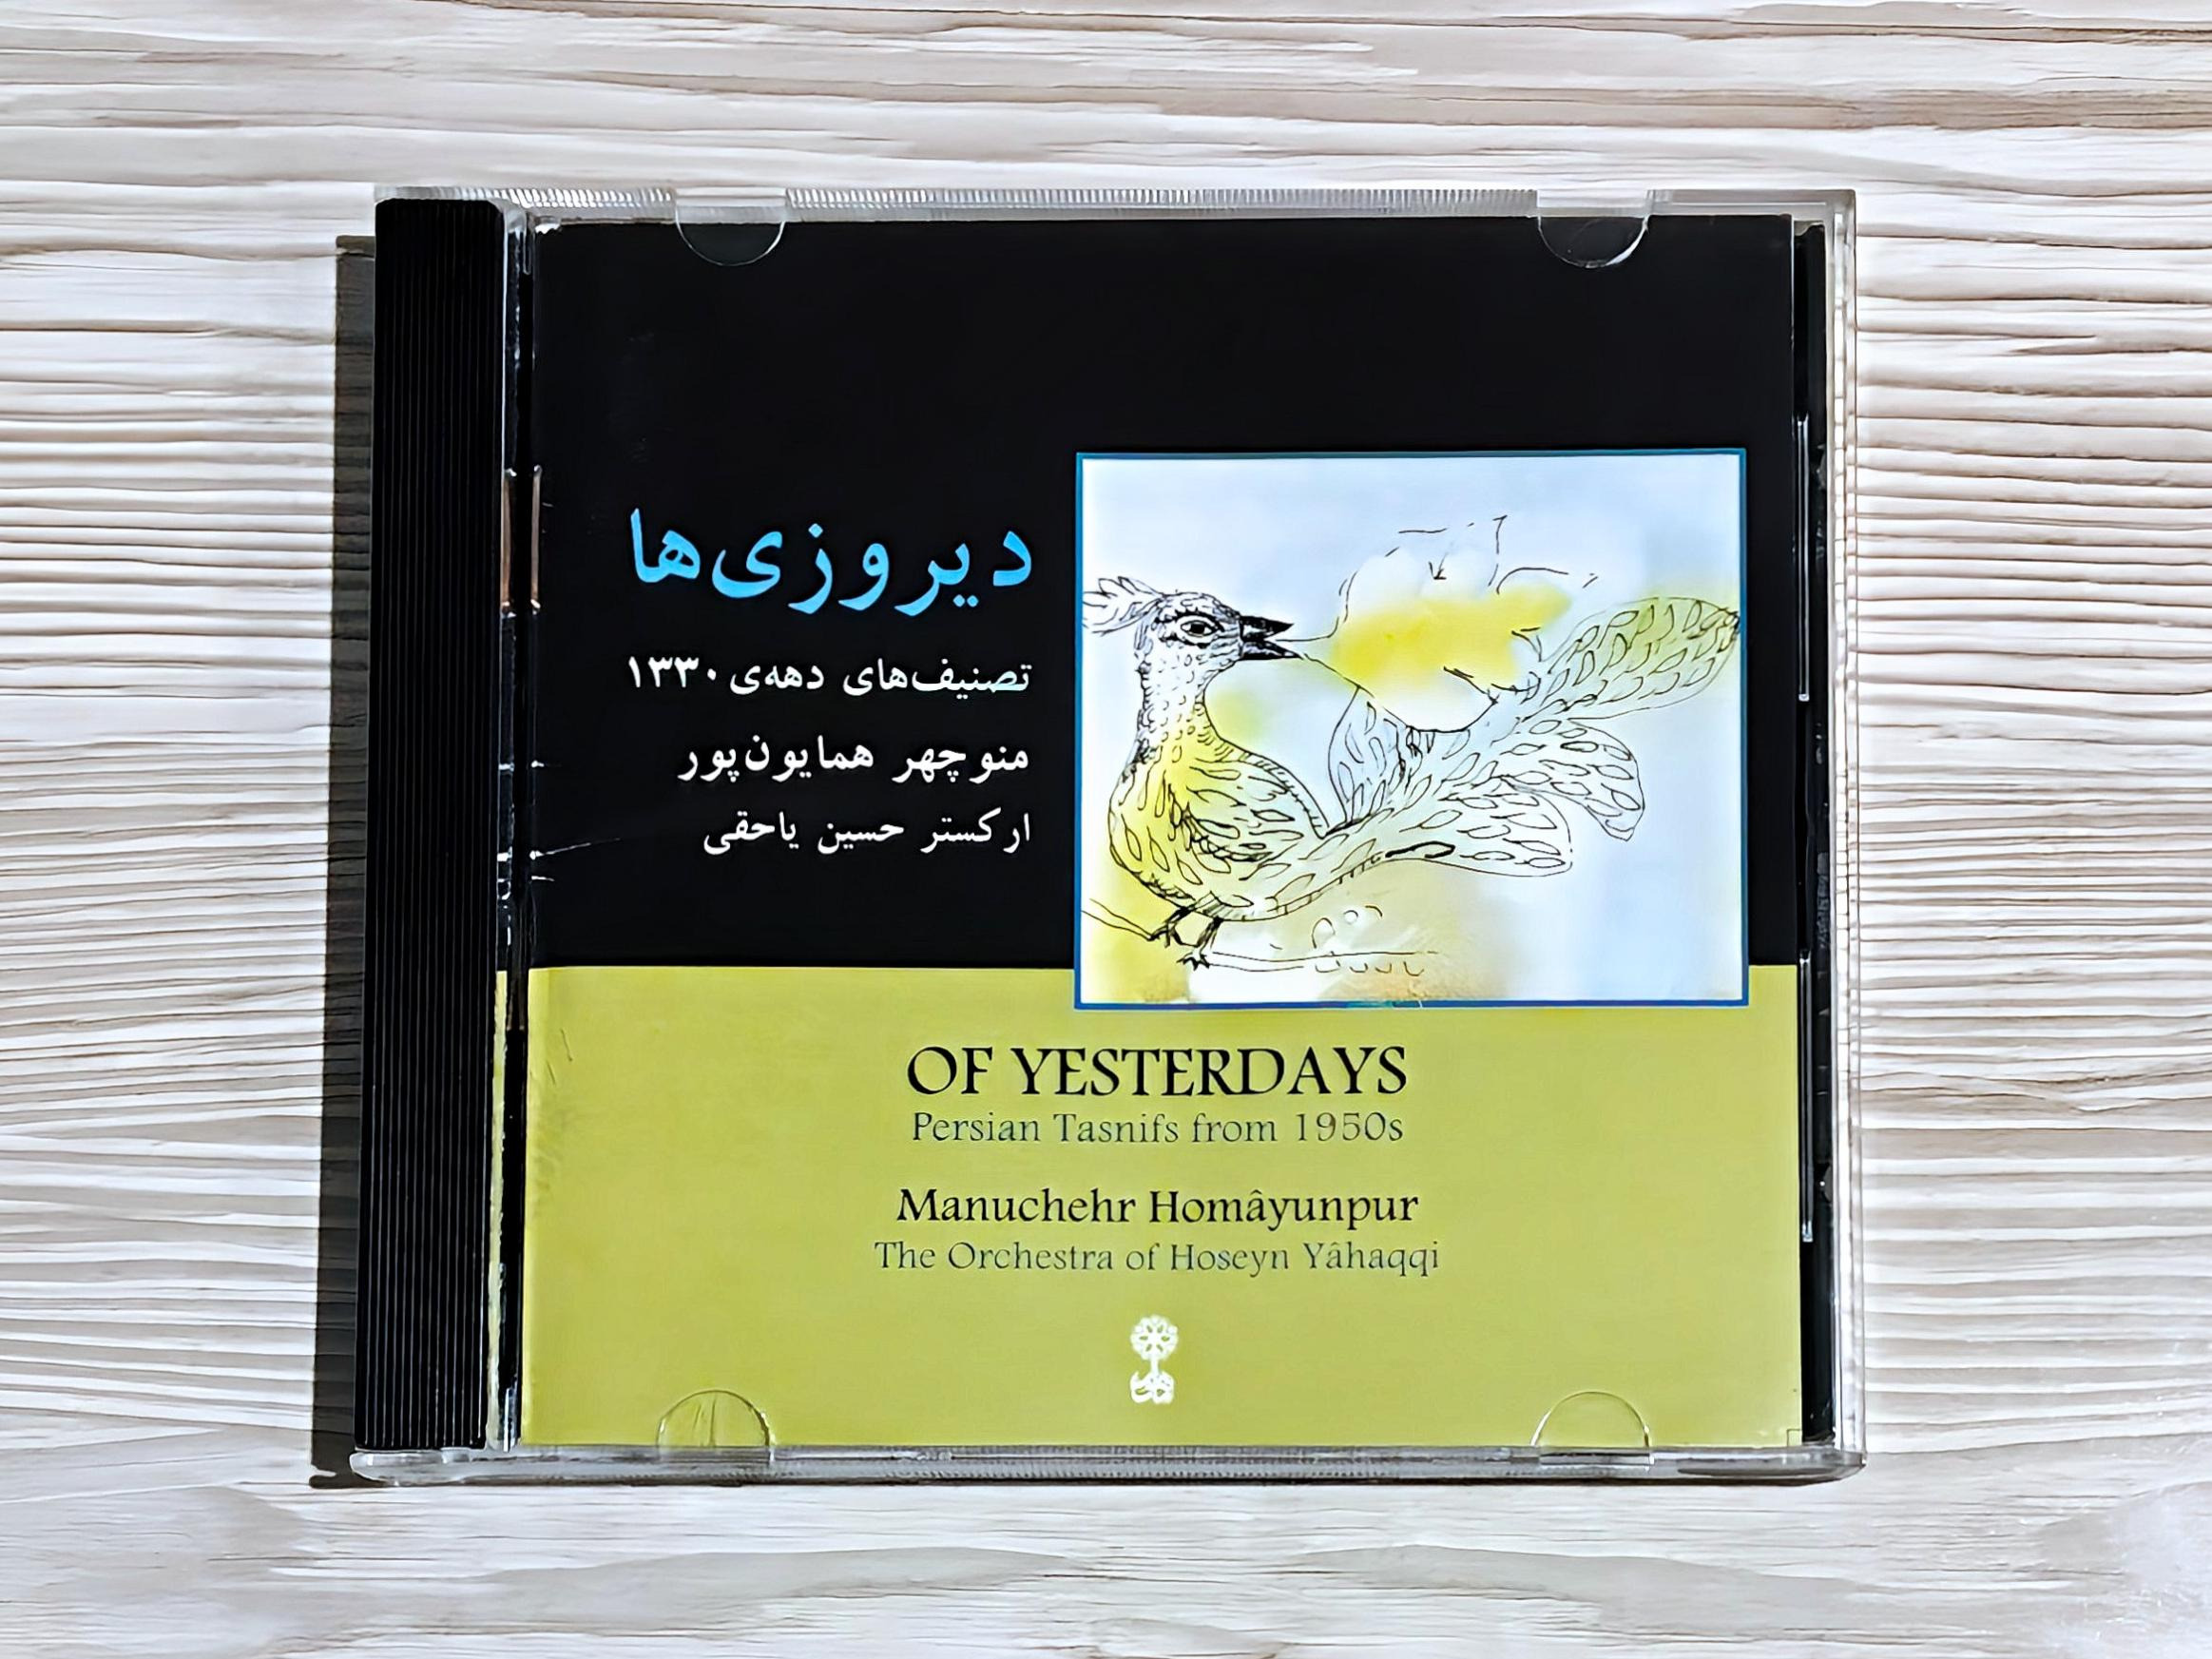 دیروزی‌ها
تصنیف‌های دهه‌ی ۱۳۳۰
منوچهر همایون‌پور
ارکستر حسین یاحقی
OF YESTERDAYS
Persian Tasnifs from 1950s
Manuchehr Homâyunpur
The Orchestra of Hoseyn Yâhaqqi